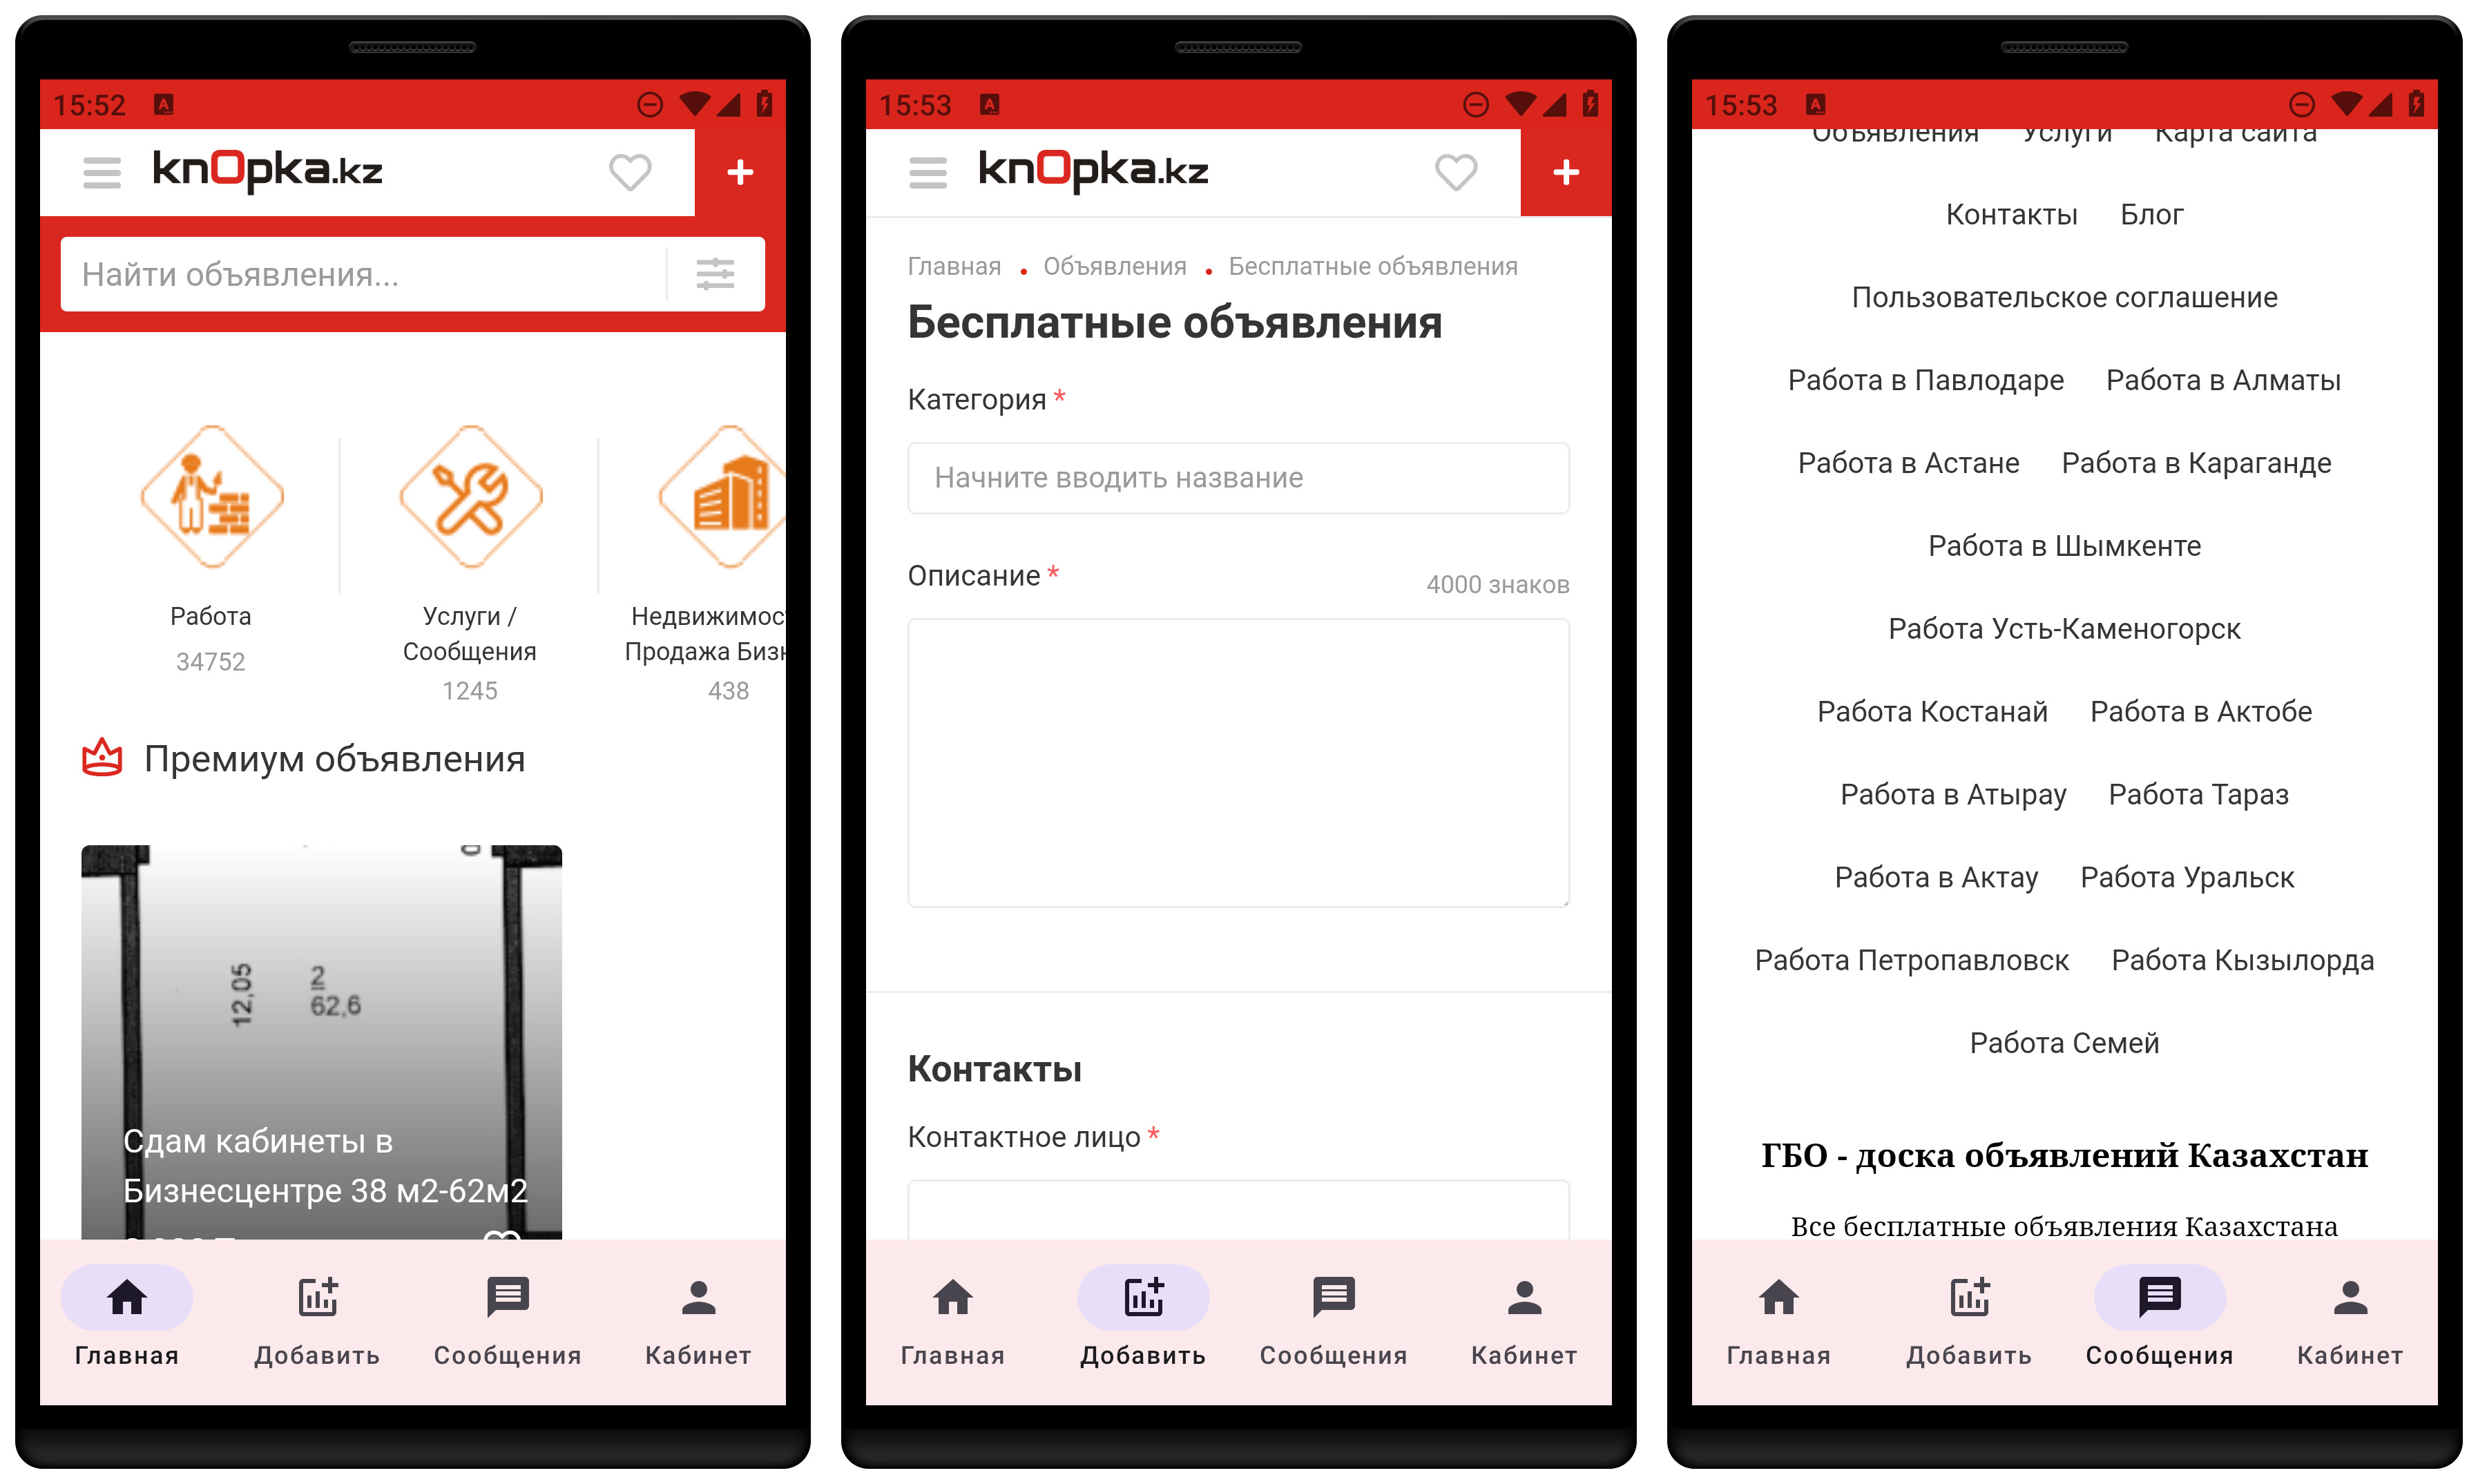 15:52
knOpka.kz
Найти объявления...
Работа
34752
Услуги /
Сообщения
1245
Недвижимос
Продажа Бизн
438
Премиум объявления
12,05
2
62,6
Сдам кабинеты в
Бизнесцентре 38 м2-62м2
Главная
Добавить
Сообщения
Кабинет
15:53
knOpka.kz
Главная • Объявления • Бесплатные объявления
Бесплатные объявления
Категория *
Начните вводить название
Описание *
4000 знаков
Контакты
Контактное лицо *
Главная
Добавить
Сообщения
Кабинет
15:53
Объявления Услуги Карта сайта
Контакты Блог
Пользовательское соглашение
Работа в Павлодаре Работа в Алматы
Работа в Астане Работа в Караганде
Работа в Шымкенте
Работа Усть-Каменогорск
Работа Костанай Работа в Актобе
Работа в Атырау Работа Тараз
Работа в Актау Работа Уральск
Работа Петропавловск Работа Кызылорда
Работа Семей
ГБО - доска объявлений Казахстан
Все бесплатные объявления Казахстана
Главная
Добавить
Сообщения
Кабинет